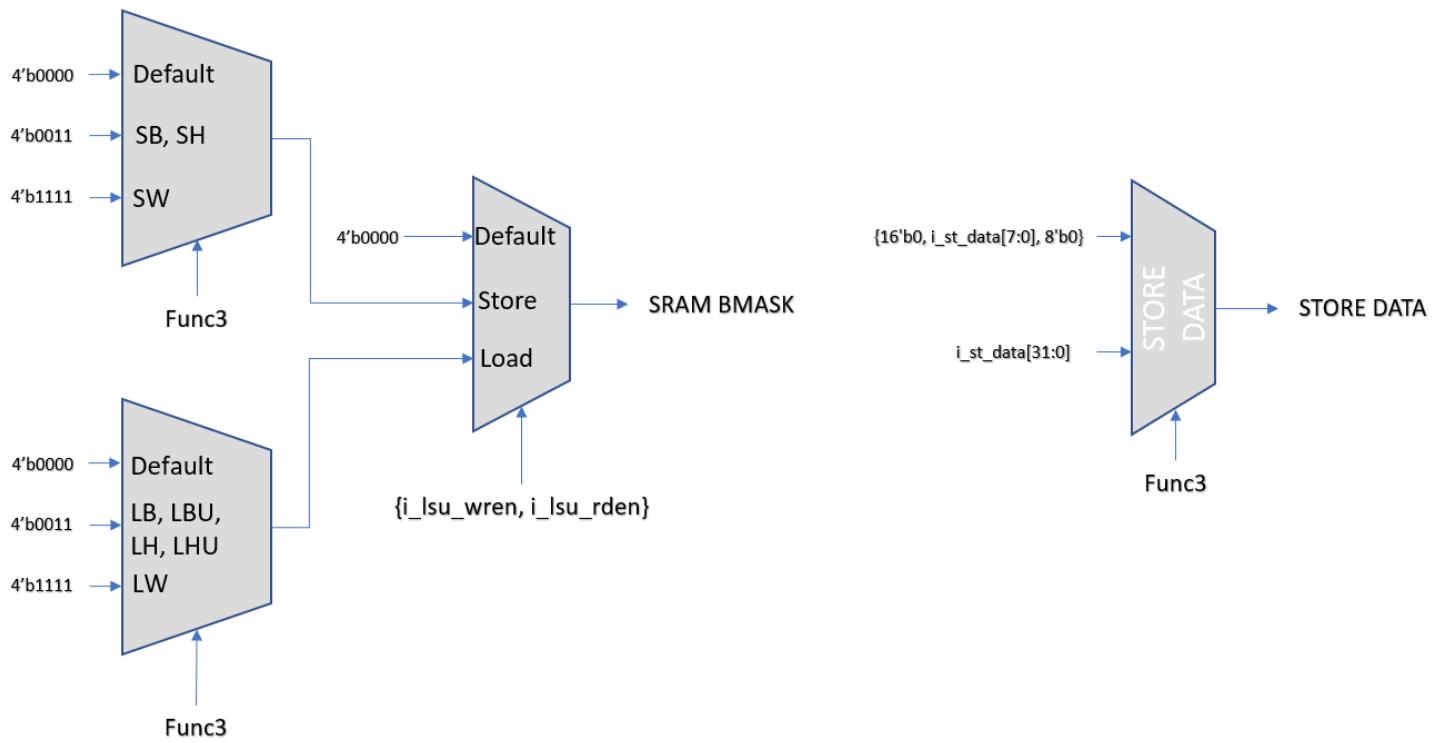 4'b0000
Default
4'b0011
SB, SH
4'b1111
SW
Func3
4'b0000
Default
4'b0011
LB, LBU,
LH, LHU
4'b1111
LW
Func3
4'b0000
Default
Store
Load
{i_lsu_wren, i_lsu_rden}
SRAM BMASK
{16'b0, i_st_data[7:0], 8'b0}
i_st_data[31:0]
STORE
DATA
Func3
STORE DATA